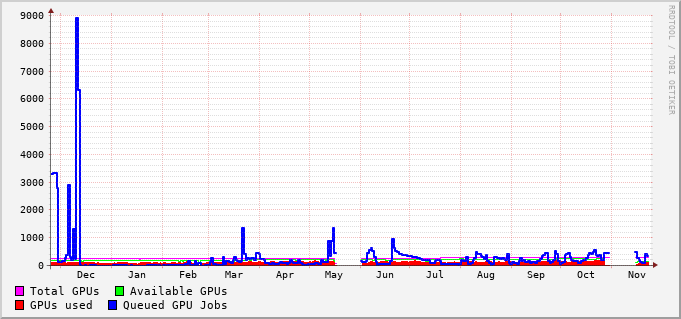 9000
8000
7000
6000
5000
4000
3000
2000
1000
0
Dec Jan Feb Mar Apr May Jun Jul Aug Sep Oct Nov
Total GPUs Available GPUs
GPUs used Queued GPU Jobs
RRDTOOL / TOBI OETIKER